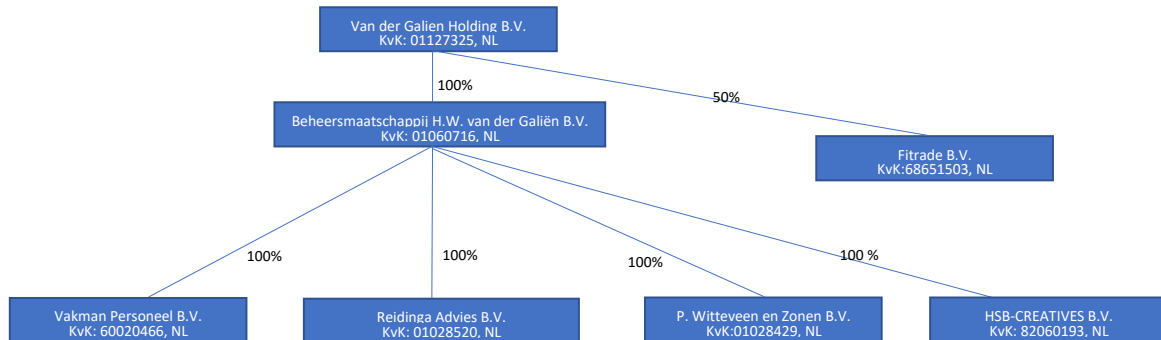 Van der Galien Holding B.V.
KvK: 01127325, NL
100%
50%
Beheersmaatschappij H.W. van der Galiën B.V.
KvK: 01060716, NL
Fitrade B.V.
KvK:68651503, NL
100%
100%
100%
100 %
Vakman Personeel B.V.
KvK: 60020466, NL
Reidinga Advies B.V.
KvK: 01028520, NL
P. Witteveen en Zonen B.V.
KvK:01028429, NL
HSB-CREATIVES B.V.
KvK: 82060193, NL